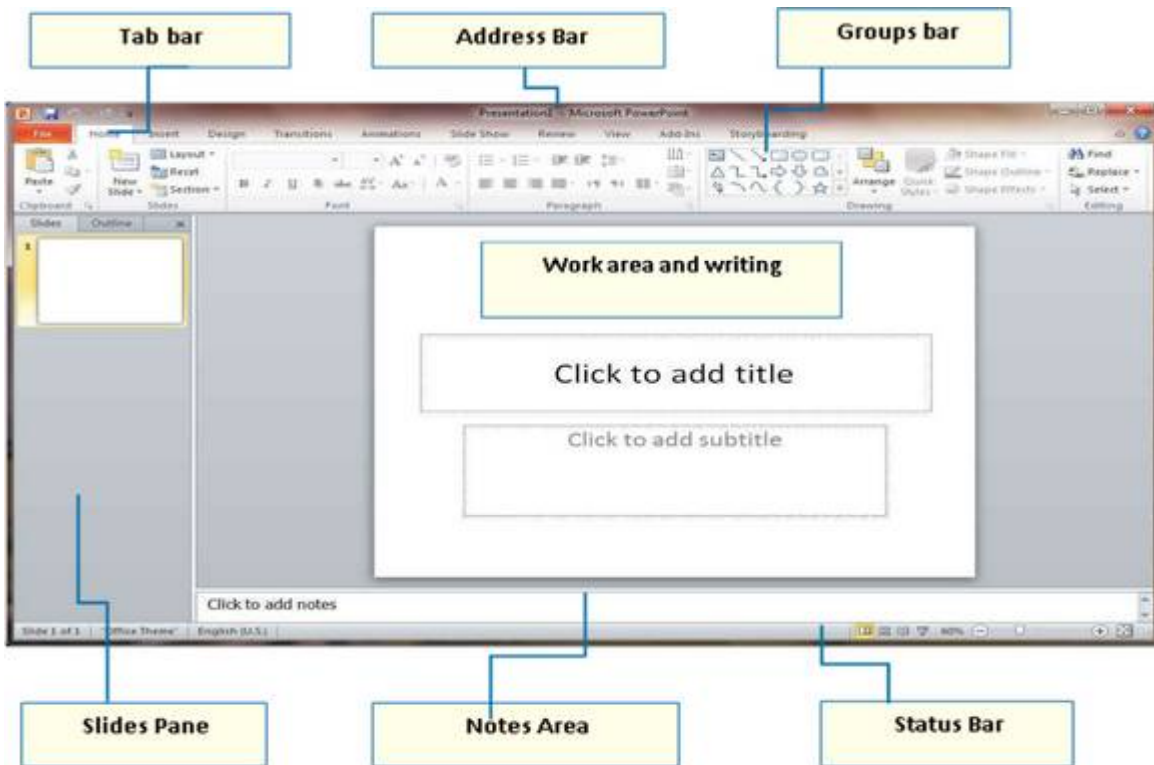 Tab bar
Address Bar
Groups bar
Presentation1 - Microsoft PowerPoint
File Home Insert Design Transitions Animations Slide Show Review View Add-Ins Storyboarding
Paste
New Slide
Layout
Reset
Section
Arrange
Quick Styles
Shape Fill
Shape Outline
Shape Effects
Find
Replace
Select
Clipboard Slides Font Paragraph Drawing Editing
Slides Outline
1
Work area and writing
Click to add title
Click to add subtitle
Click to add notes
Slide 1 of 1 "Office Theme" English (U.S.) 60%
Slides Pane
Notes Area
Status Bar